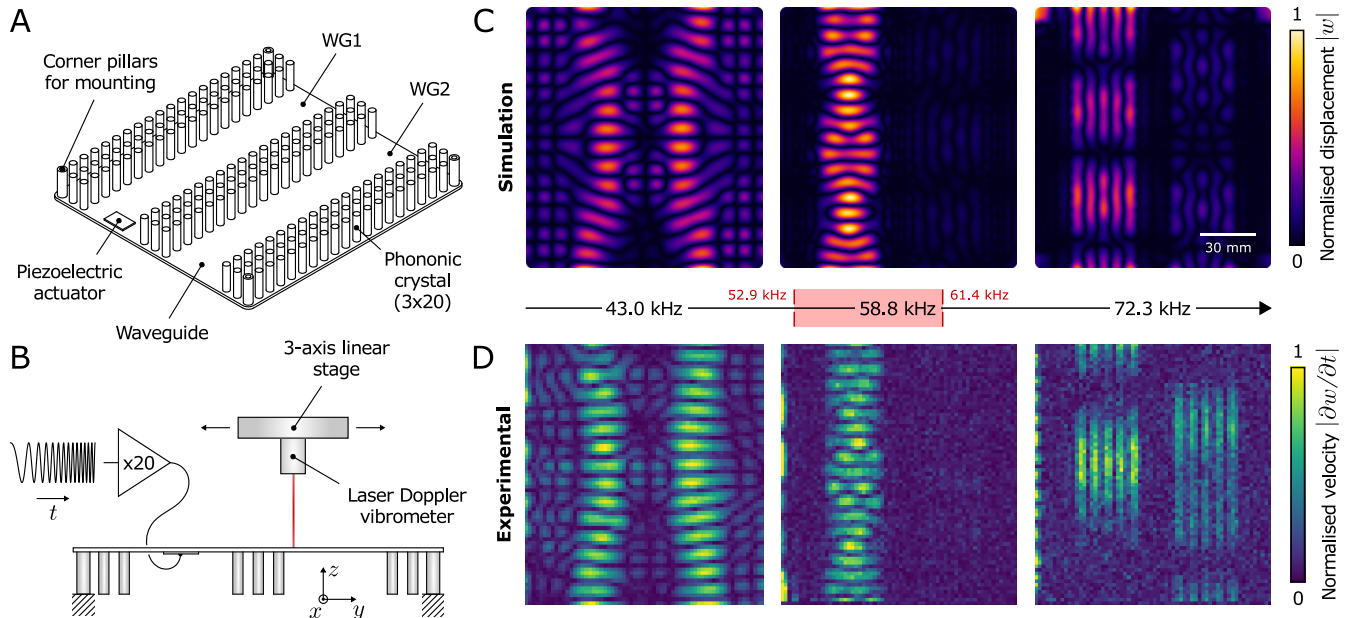 A
Corner pillars
for mounting
WG1
WG2
Piezoelectric
actuator
Waveguide
Phononic
crystal
(3x20)
B
3-axis linear
stage
x20
t
Laser Doppler
vibrometer
z
x
y
C
Simulation
30 mm
1
0
Normalised displacement |w|
43.0 kHz
52.9 kHz
58.8 kHz
61.4 kHz
72.3 kHz
D
Experimental
1
0
Normalised velocity |∂w/∂t|